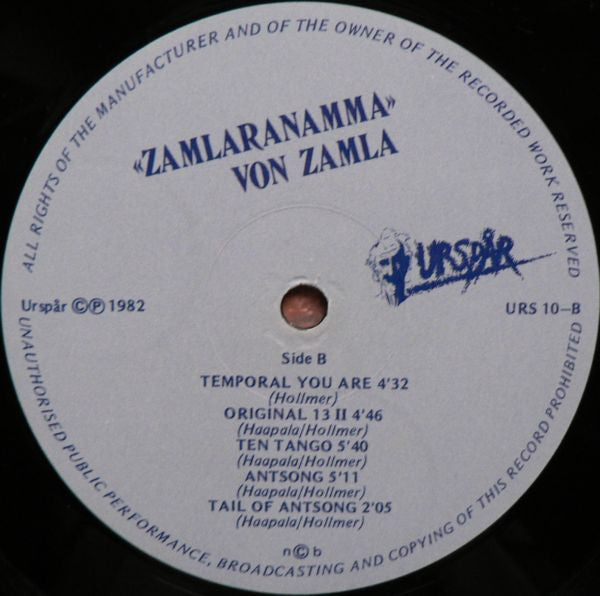 ALL RIGHTS OF THE MANUFACTURER AND OF THE OWNER OF THE RECORDED WORK RESERVED
«ZAMLARANAMMA»
VON ZAMLA
URSPÅR
Urspår ©Ⓟ 1982
URS 10-B
Side B
TEMPORAL YOU ARE 4'32
(Hollmer)
ORIGINAL 13 II 4'46
(Haapala/Hollmer)
TEN TANGO 5'40
(Haapala/Hollmer)
ANTSONG 5'11
(Haapala/Hollmer)
TAIL OF ANTSONG 2'05
(Haapala/Hollmer)
n©b
UNAUTHORISED PUBLIC PERFORMANCE, BROADCASTING AND COPYING OF THIS RECORD PROHIBITED